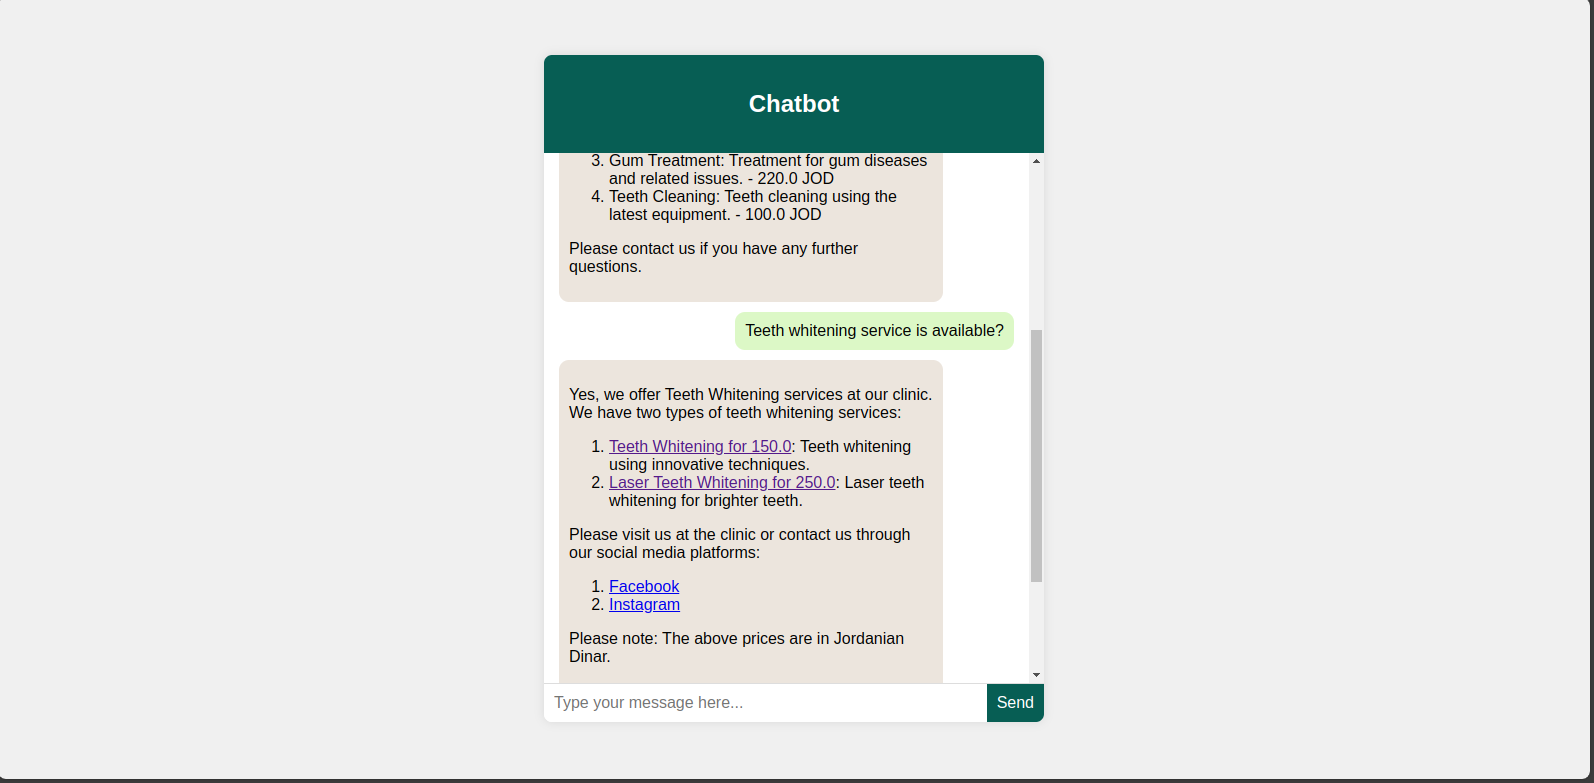 Chatbot
3. Gum Treatment: Treatment for gum diseases
and related issues. - 220.0 JOD
4. Teeth Cleaning: Teeth cleaning using the
latest equipment. - 100.0 JOD
Please contact us if you have any further
questions.
Teeth whitening service is available?
Yes, we offer Teeth Whitening services at our clinic.
We have two types of teeth whitening services:
1. Teeth Whitening for 150.0: Teeth whitening
using innovative techniques.
2. Laser Teeth Whitening for 250.0: Laser teeth
whitening for brighter teeth.
Please visit us at the clinic or contact us through
our social media platforms:
1. Facebook
2. Instagram
Please note: The above prices are in Jordanian
Dinar.
Type your message here...
Send